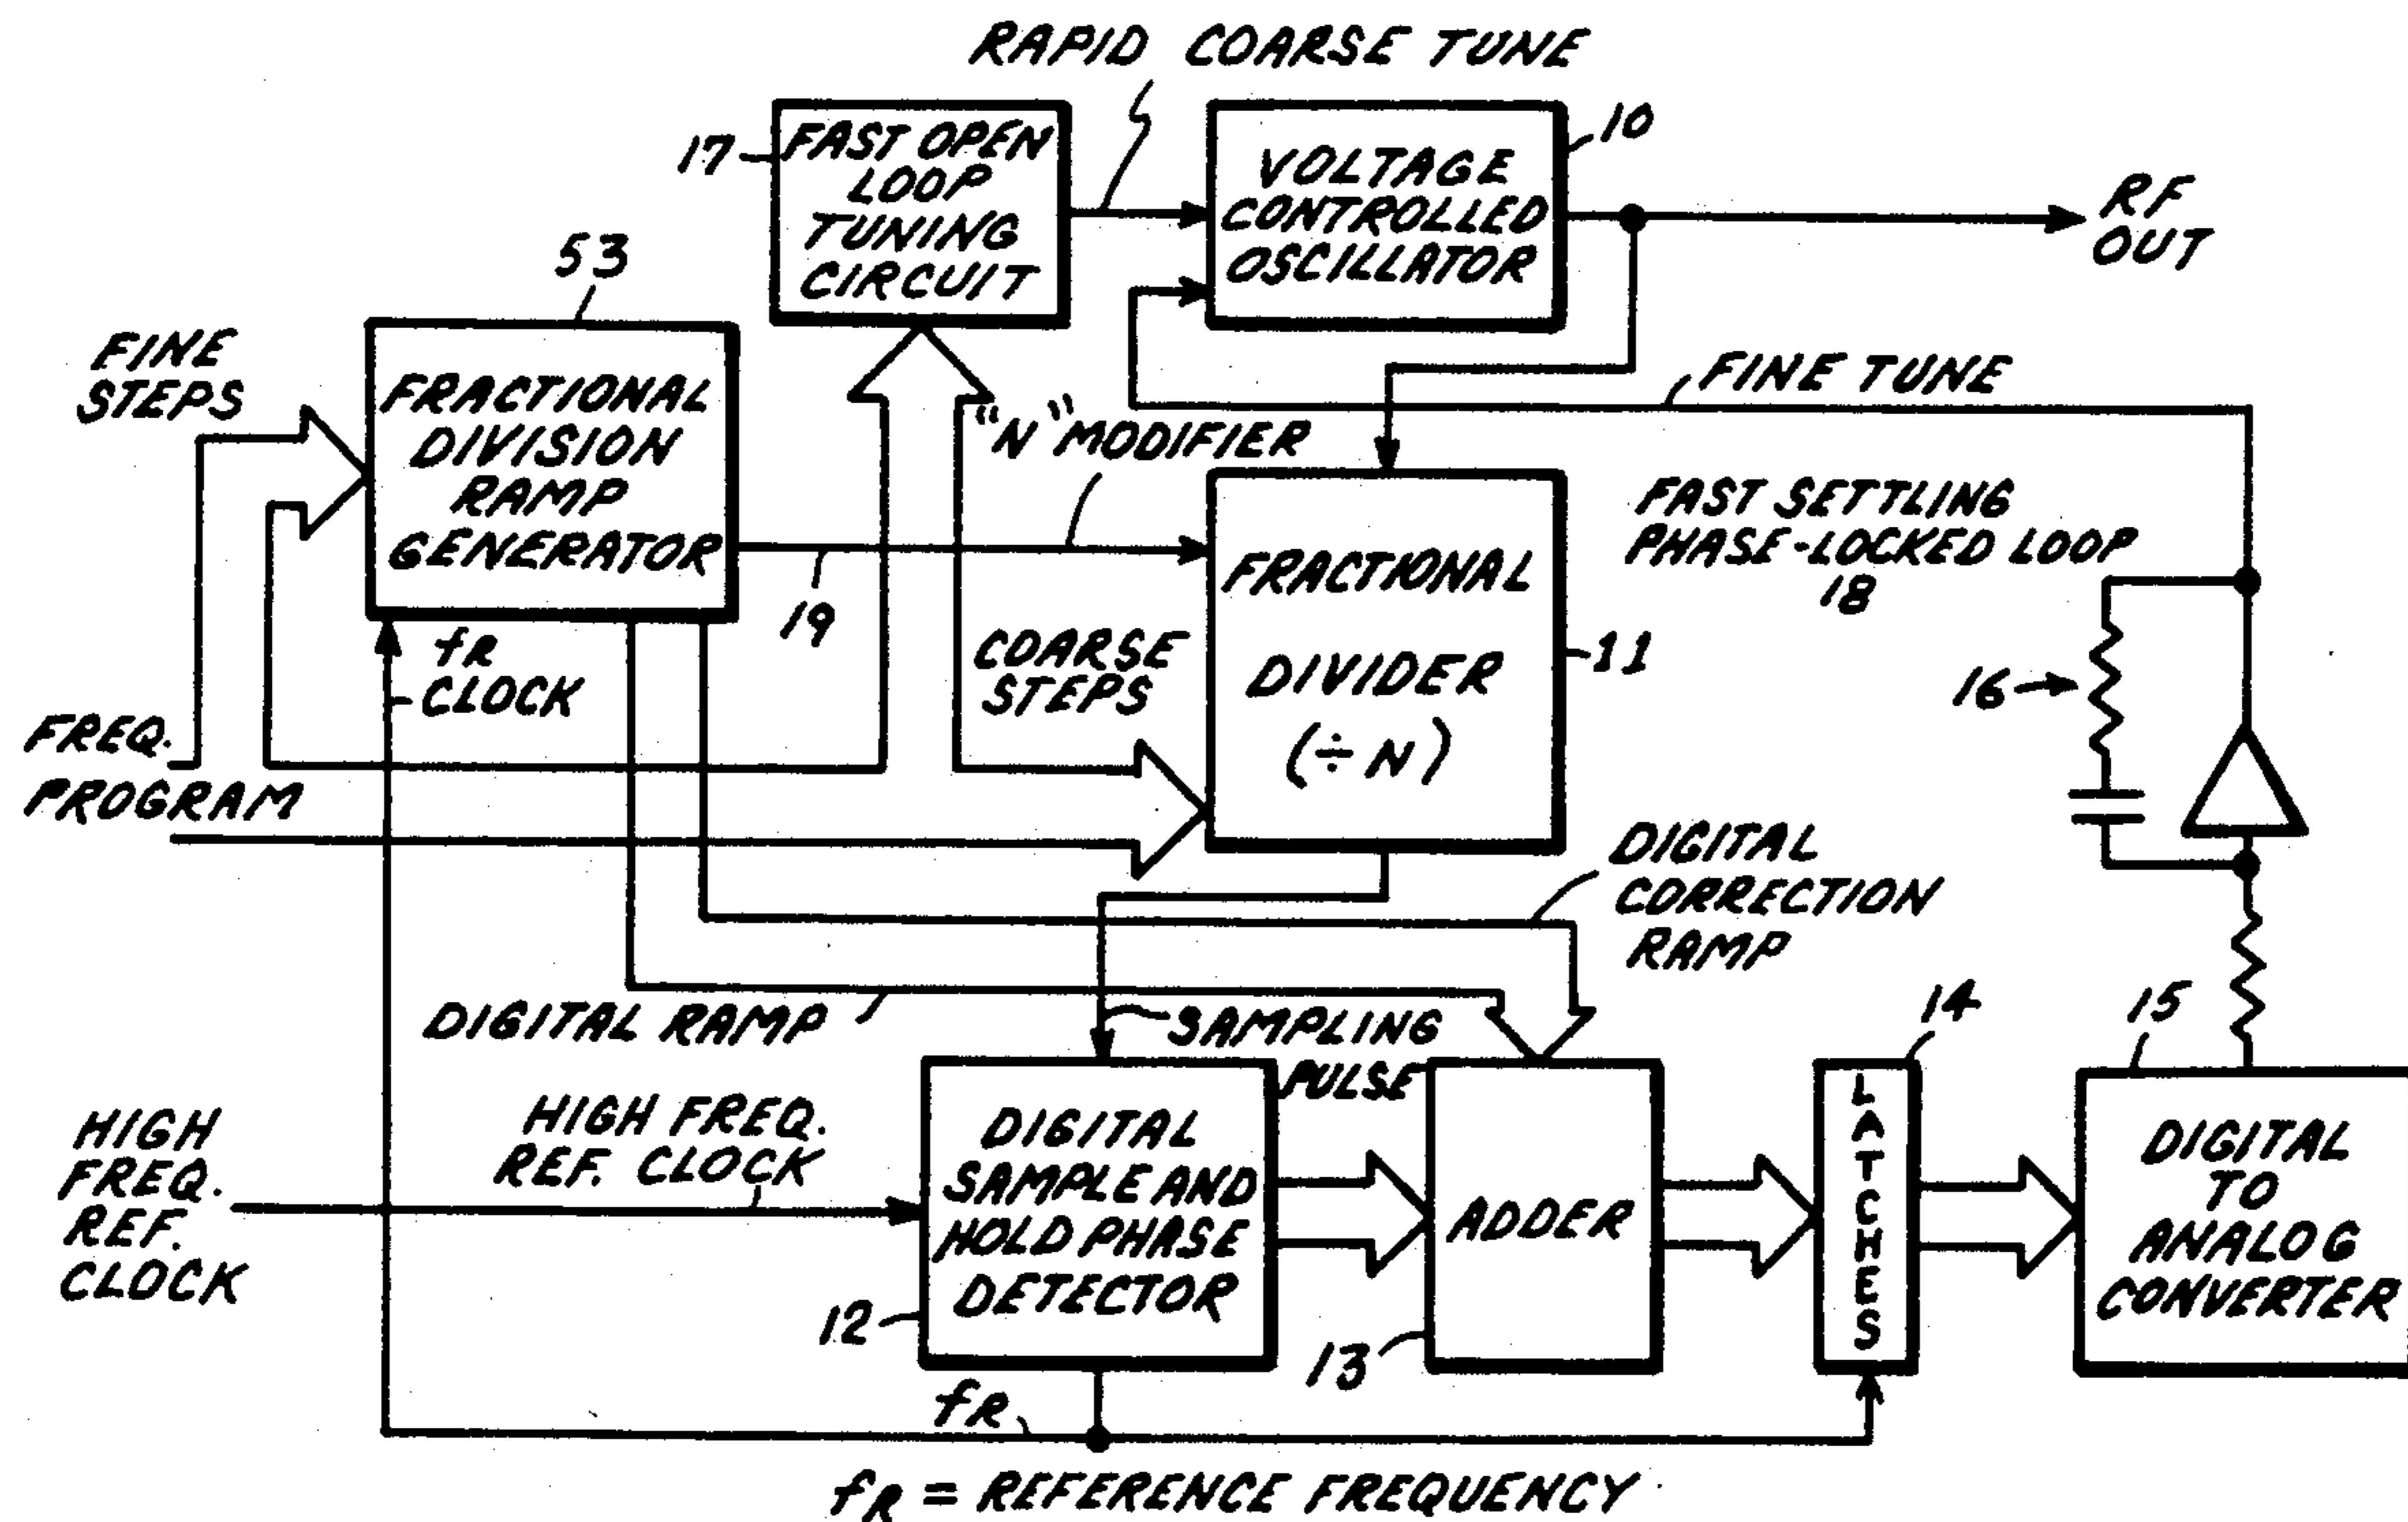 RAPID COARSE TUNE
17
FAST OPEN
LOOP
TUNING
CIRCUIT
VOLTAGE
CONTROLLED
OSCILLATOR
10
RF
OUT
53
FINE
STEPS
FRACTIONAL
DIVISION
RAMP
GENERATOR
"N" MODIFIER
FINE TUNE
19
FRACTIONAL
DIVIDER
(÷ N)
11
FAST SETTLING
PHASE-LOCKED LOOP
18
16
fR
CLOCK
COARSE
STEPS
FREQ.
PROGRAM
DIGITAL
CORRECTION
RAMP
DIGITAL RAMP
SAMPLING
PULSE
14
15
HIGH
FREQ.
REF.
CLOCK
HIGH FREQ.
REF. CLOCK
DIGITAL
SAMPLE AND
HOLD PHASE
DETECTOR
12
ADDER
13
LATCHES
DIGITAL
TO
ANALOG
CONVERTER
fR
fR = REFERENCE FREQUENCY